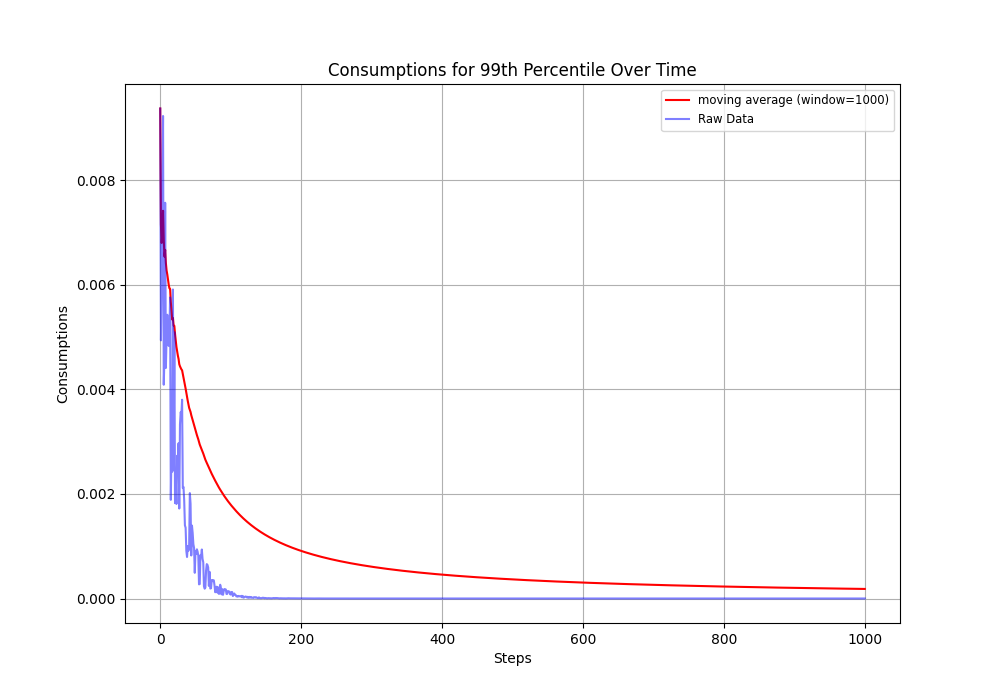 Consumptions for 99th Percentile Over Time
moving average (window=1000)
Raw Data
Consumptions
0.008
0.006
0.004
0.002
0.000
0
200
400
600
800
1000
Steps